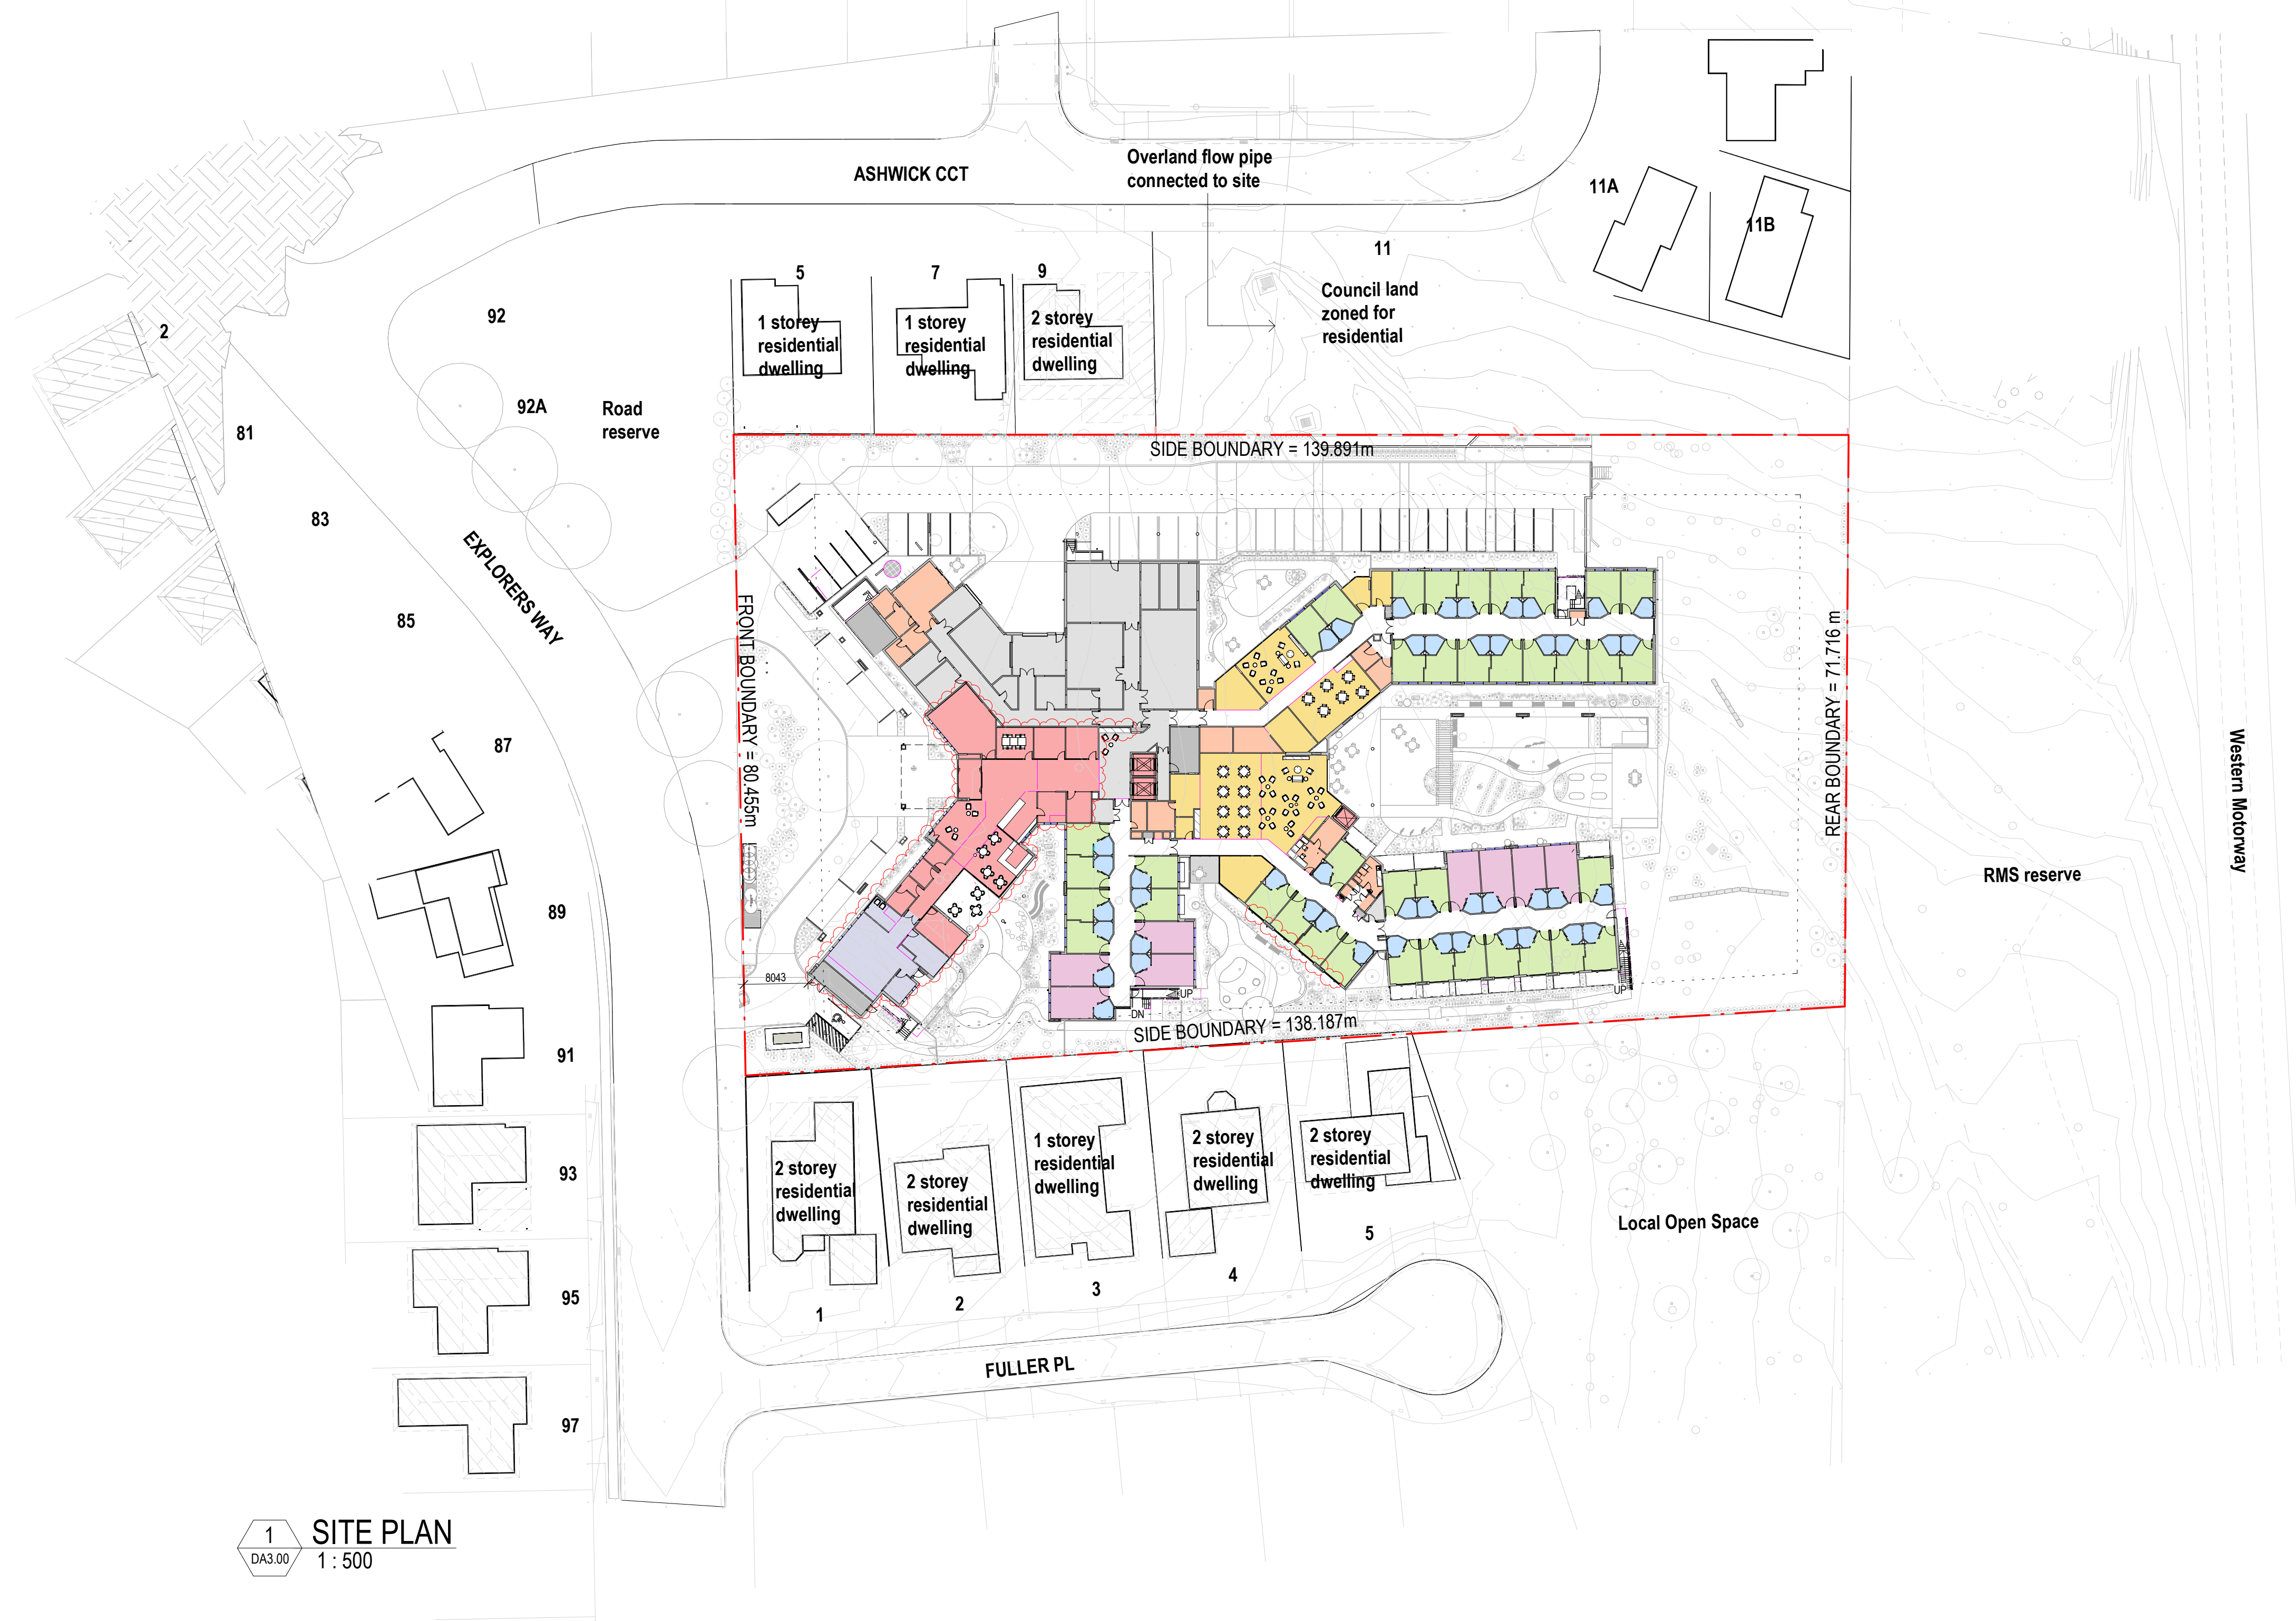 ASHWICK CCT
Overland flow pipe
connected to site
11A
11B
11
Council land
zoned for
residential
5
7
9
1 storey
residential
dwelling
1 storey
residential
dwelling
2 storey
residential
dwelling
92
2
92A
Road
reserve
81
83
85
87
89
91
93
95
97
EXPLORERS WAY
SIDE BOUNDARY = 139.891m
FRONT BOUNDARY = 80.455m
REAR BOUNDARY = 71.716 m
Western Motorway
RMS reserve
8043
UP
DN
UP
SIDE BOUNDARY = 138.187m
2 storey
residential
dwelling
2 storey
residential
dwelling
1 storey
residential
dwelling
2 storey
residential
dwelling
2 storey
residential
dwelling
Local Open Space
1
2
3
4
5
FULLER PL
1
DA3.00
SITE PLAN
1 : 500